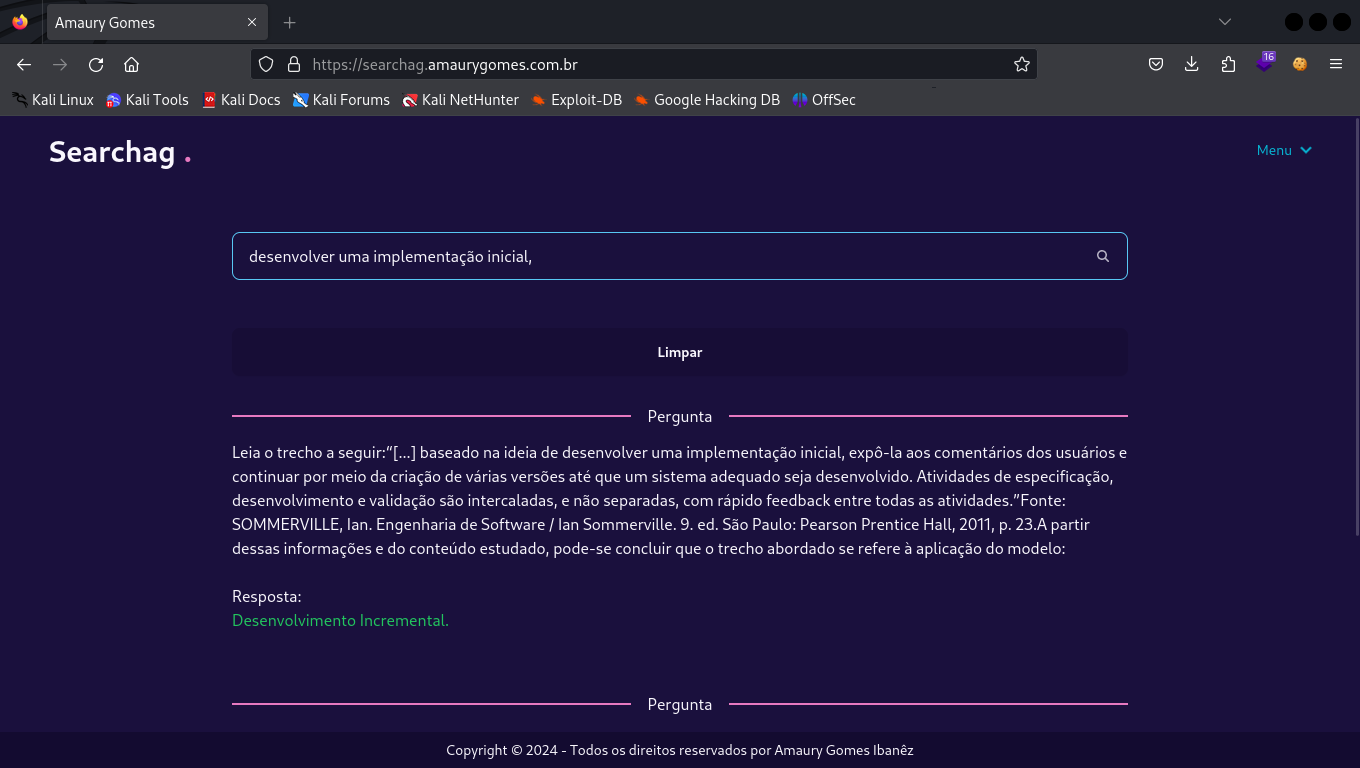 Amaury Gomes
https://searchag.amaurygomes.com.br
16
Kali Linux Kali Tools Kali Docs Kali Forums Kali NetHunter Exploit-DB Google Hacking DB OffSec
Searchag .
Menu
desenvolver uma implementação inicial,
Limpar
Pergunta
Leia o trecho a seguir:“[...] baseado na ideia de desenvolver uma implementação inicial, expô-la aos comentários dos usuários e
continuar por meio da criação de várias versões até que um sistema adequado seja desenvolvido. Atividades de especificação,
desenvolvimento e validação são intercaladas, e não separadas, com rápido feedback entre todas as atividades.”Fonte:
SOMMERVILLE, Ian. Engenharia de Software / Ian Sommerville. 9. ed. São Paulo: Pearson Prentice Hall, 2011, p. 23.A partir
dessas informações e do conteúdo estudado, pode-se concluir que o trecho abordado se refere à aplicação do modelo:
Resposta:
Desenvolvimento Incremental.
Pergunta
Copyright © 2024 - Todos os direitos reservados por Amaury Gomes Ibanêz